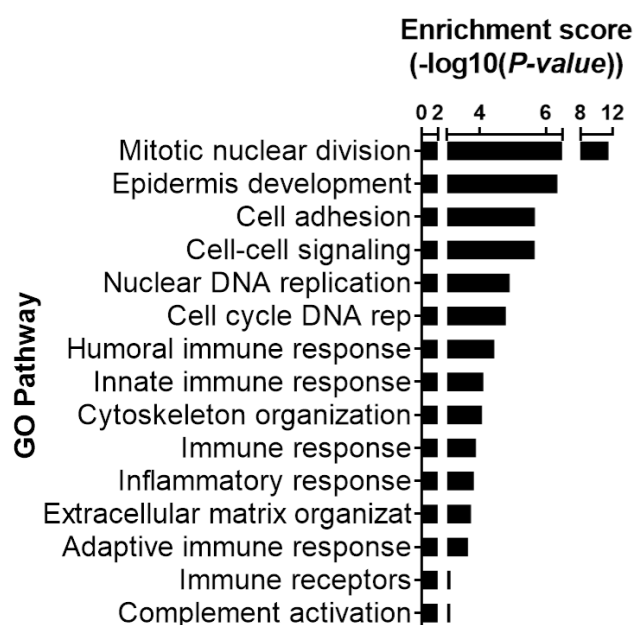 Enrichment score
(-log10(P-value))
0 2 4 6 8 12
Mitotic nuclear division
Epidermis development
Cell adhesion
Cell-cell signaling
Nuclear DNA replication
Cell cycle DNA rep
Humoral immune response
Innate immune response
Cytoskeleton organization
Immune response
Inflammatory response
Extracellular matrix organizat
Adaptive immune response
Immune receptors
Complement activation
GO Pathway